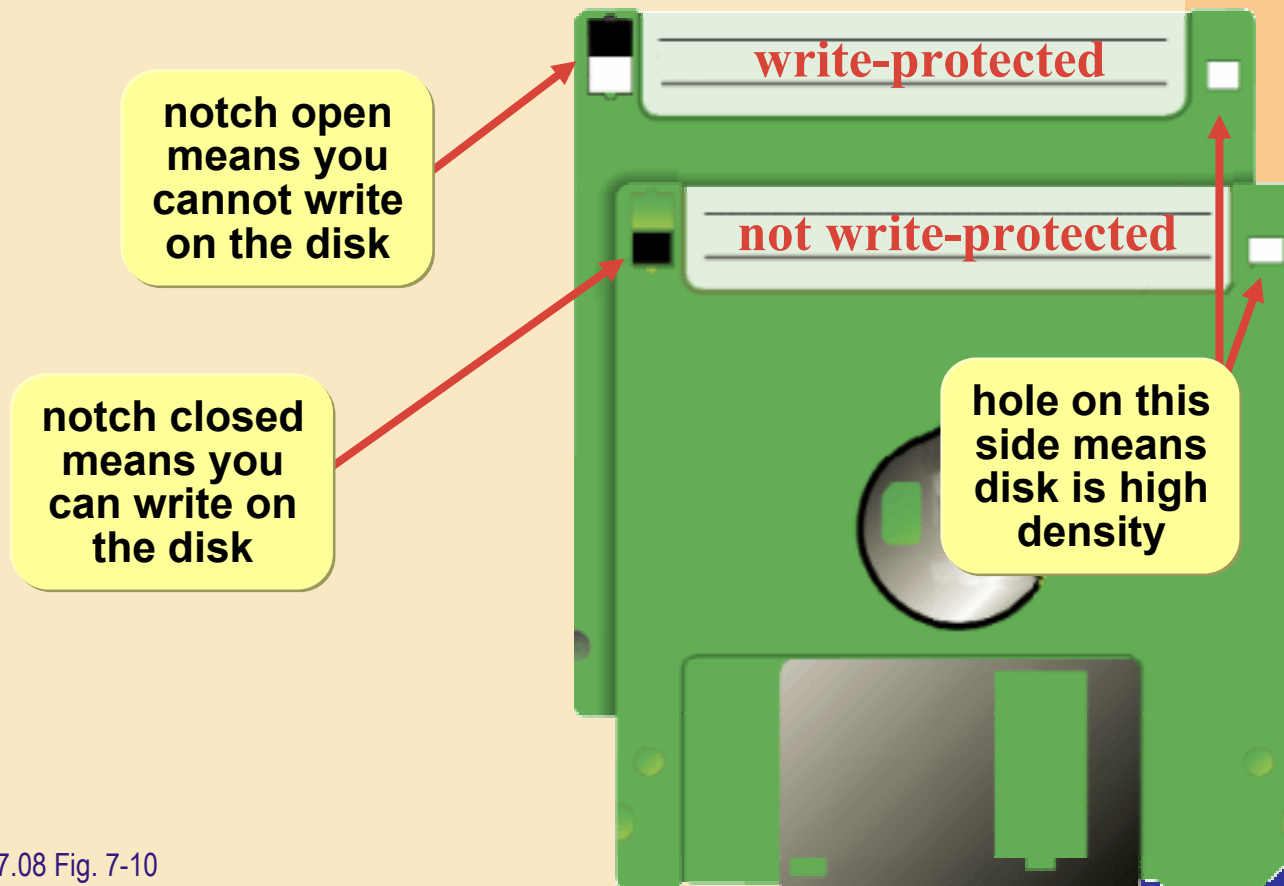 write-protected
notch open
means you
cannot write
on the disk
not write-protected
notch closed
means you
can write on
the disk
hole on this
side means
disk is high
density
7.08 Fig. 7-10